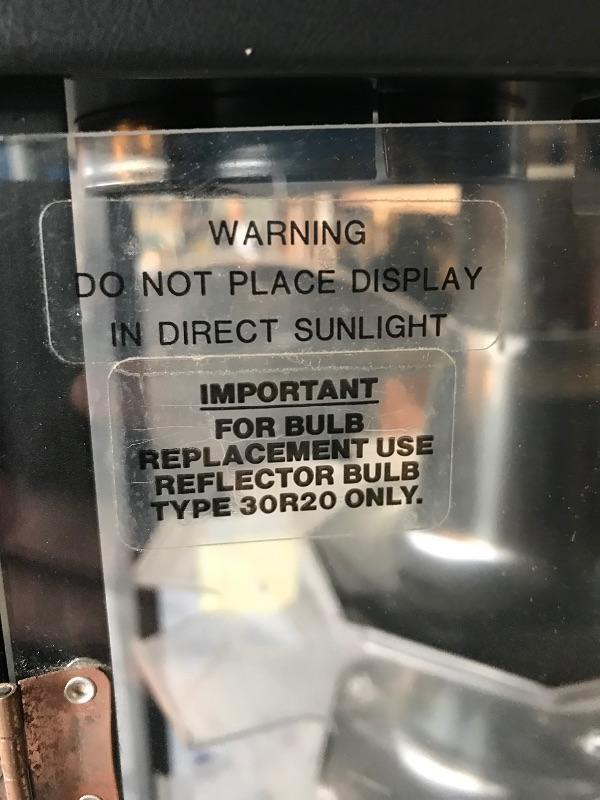 WARNING
DO NOT PLACE DISPLAY
IN DIRECT SUNLIGHT
IMPORTANT
FOR BULB
REPLACEMENT USE
REFLECTOR BULB
TYPE 30R20 ONLY.